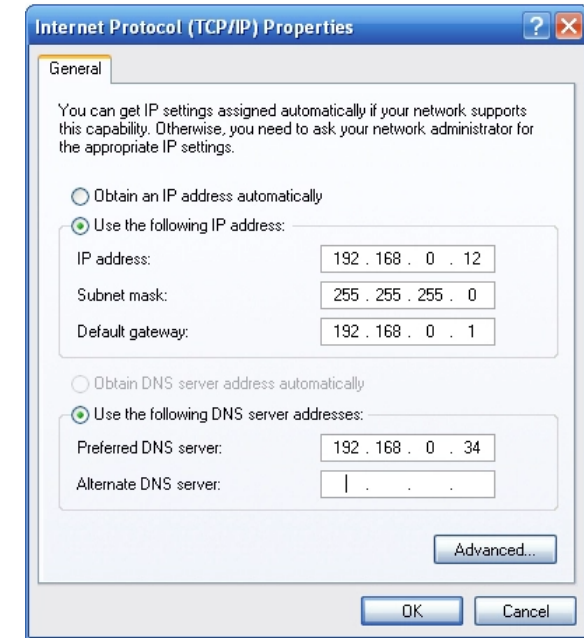 Internet Protocol (TCP/IP) Properties
General
You can get IP settings assigned automatically if your network supports
this capability. Otherwise, you need to ask your network administrator for
the appropriate IP settings.
Obtain an IP address automatically
Use the following IP address:
IP address: 192 . 168 . 0 . 12
Subnet mask: 255 . 255 . 255 . 0
Default gateway: 192 . 168 . 0 . 1
Obtain DNS server address automatically
Use the following DNS server addresses:
Preferred DNS server: 192 . 168 . 0 . 34
Alternate DNS server: . . .
Advanced...
OK Cancel